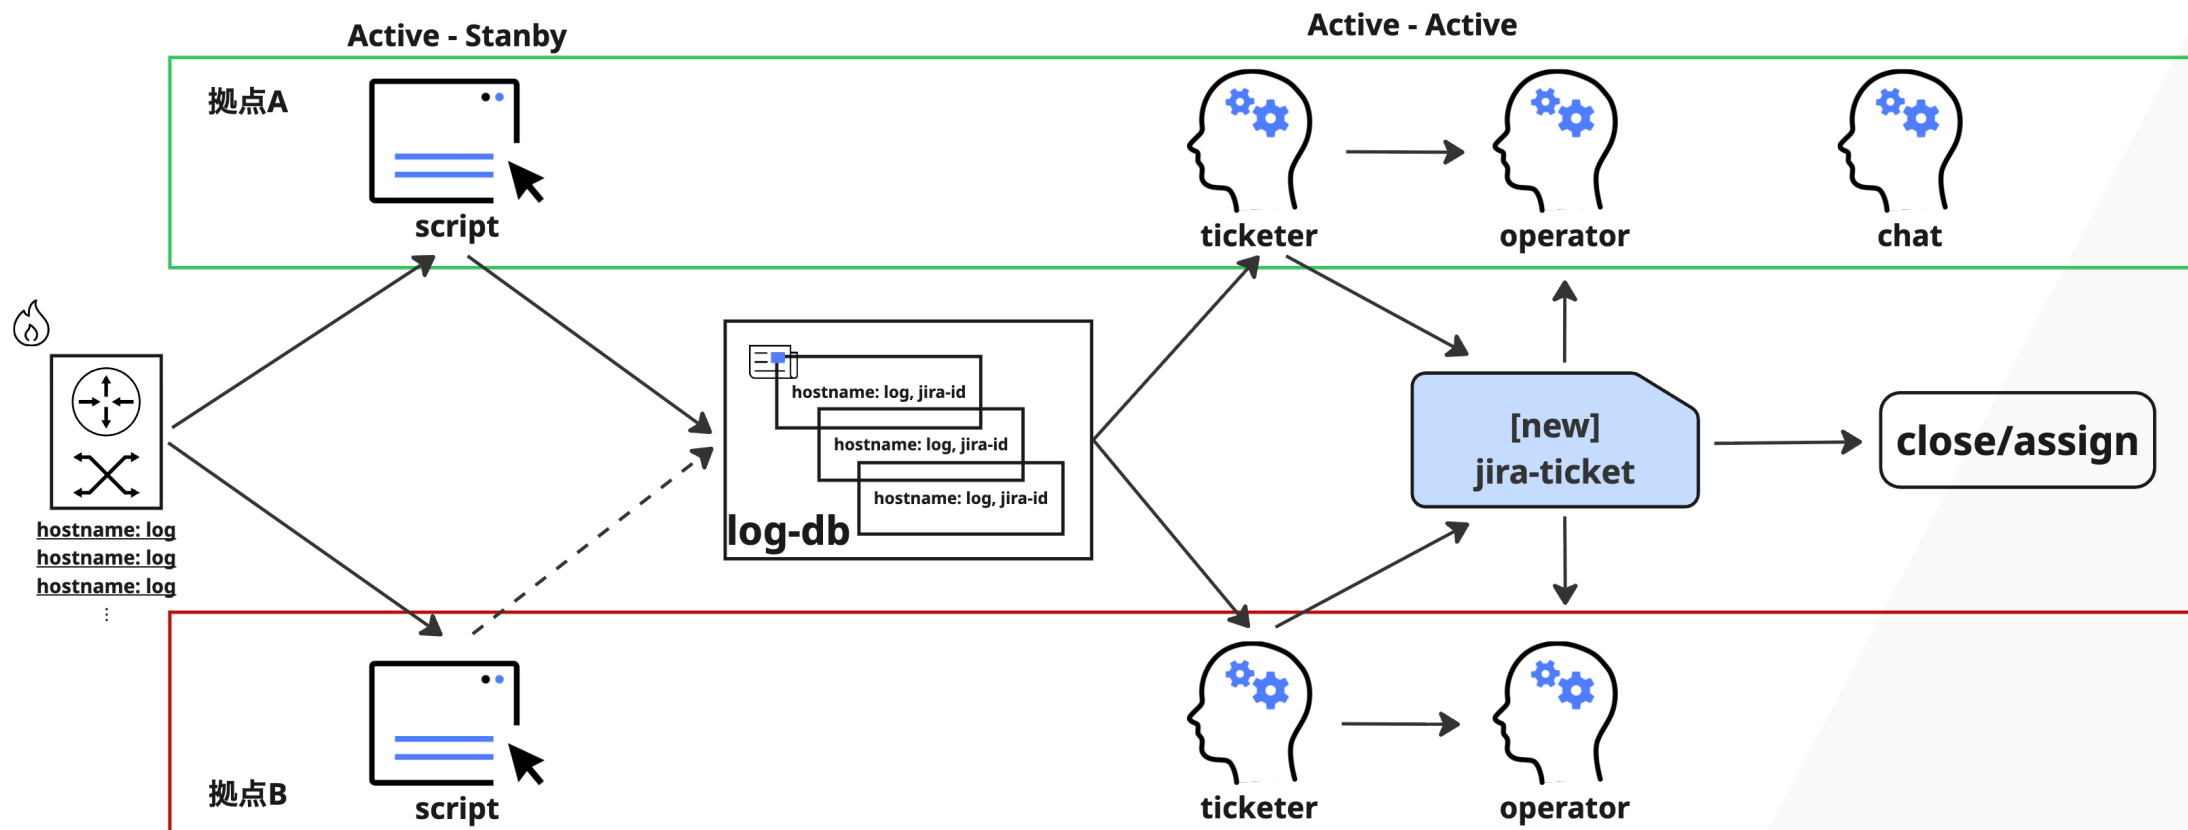 Active - Stanby
Active - Active
拠点A
script
ticketer
operator
chat
hostname: log
hostname: log
hostname: log
⋮
hostname: log, jira-id
hostname: log, jira-id
hostname: log, jira-id
log-db
[new]
jira-ticket
close/assign
拠点B
script
ticketer
operator